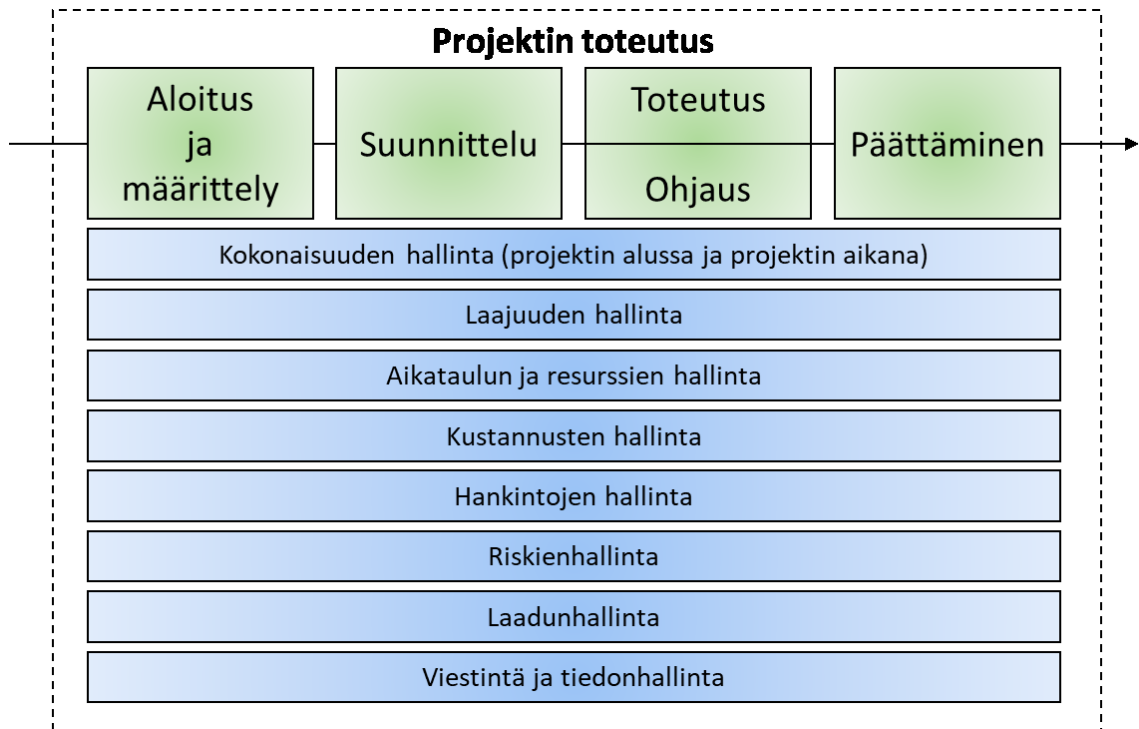 Projektin toteutus
Aloitus
ja
määrittely
Suunnittelu
Toteutus
Ohjaus
Päättäminen
Kokonaisuuden hallinta (projektin alussa ja projektin aikana)
Laajuuden hallinta
Aikataulun ja resurssien hallinta
Kustannusten hallinta
Hankintojen hallinta
Riskienhallinta
Laadunhallinta
Viestintä ja tiedonhallinta